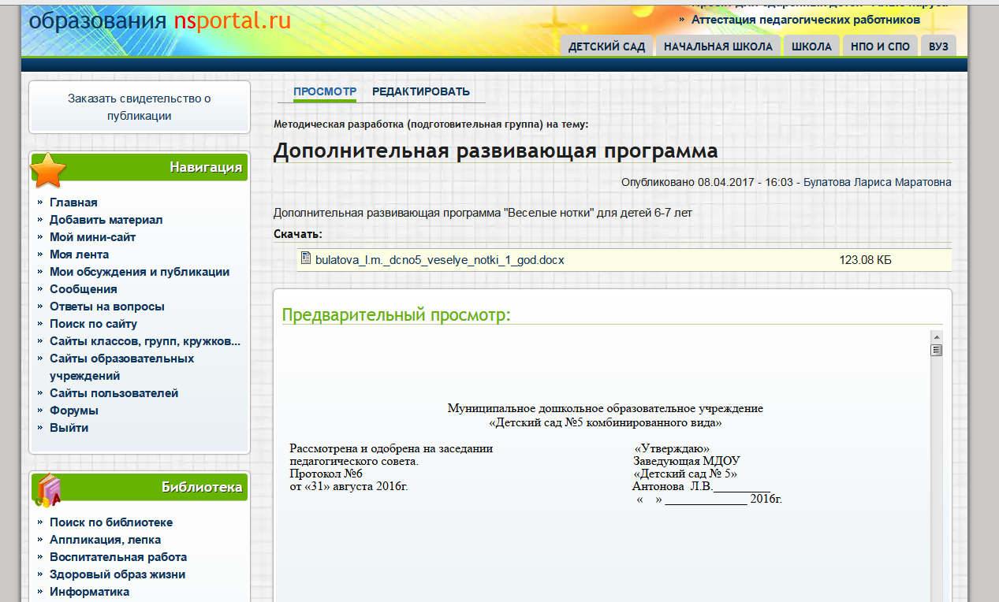 образования nsportal.ru
» Аттестация педагогических работников
ДЕТСКИЙ САД НАЧАЛЬНАЯ ШКОЛА ШКОЛА НПО И СПО ВУЗ
Заказать свидетельство о
публикации
Навигация
» Главная
» Добавить материал
» Мой мини-сайт
» Моя лента
» Мои обсуждения и публикации
» Сообщения
» Ответы на вопросы
» Поиск по сайту
» Сайты классов, групп, кружков...
» Сайты образовательных
учреждений
» Сайты пользователей
» Форумы
» Выйти
Библиотека
» Поиск по библиотеке
» Аппликация, лепка
» Воспитательная работа
» Здоровый образ жизни
» Информатика
ПРОСМОТР РЕДАКТИРОВАТЬ
Методическая разработка (подготовительная группа) на тему:
Дополнительная развивающая программа
Опубликовано 08.04.2017 - 16:03 - Булатова Лариса Маратовна
Дополнительная развивающая программа "Веселые нотки" для детей 6-7 лет
Скачать:
bulatova_l.m._dcno5_veselye_notki_1_god.docx 123.08 КБ
Предварительный просмотр:
Муниципальное дошкольное образовательное учреждение
«Детский сад №5 комбинированного вида»
Рассмотрена и одобрена на заседании «Утверждаю»
педагогического совета. Заведующая МДОУ
Протокол №6 «Детский сад № 5»
от «31» августа 2016г. Антонова Л.В._________
« » _____________ 2016г.